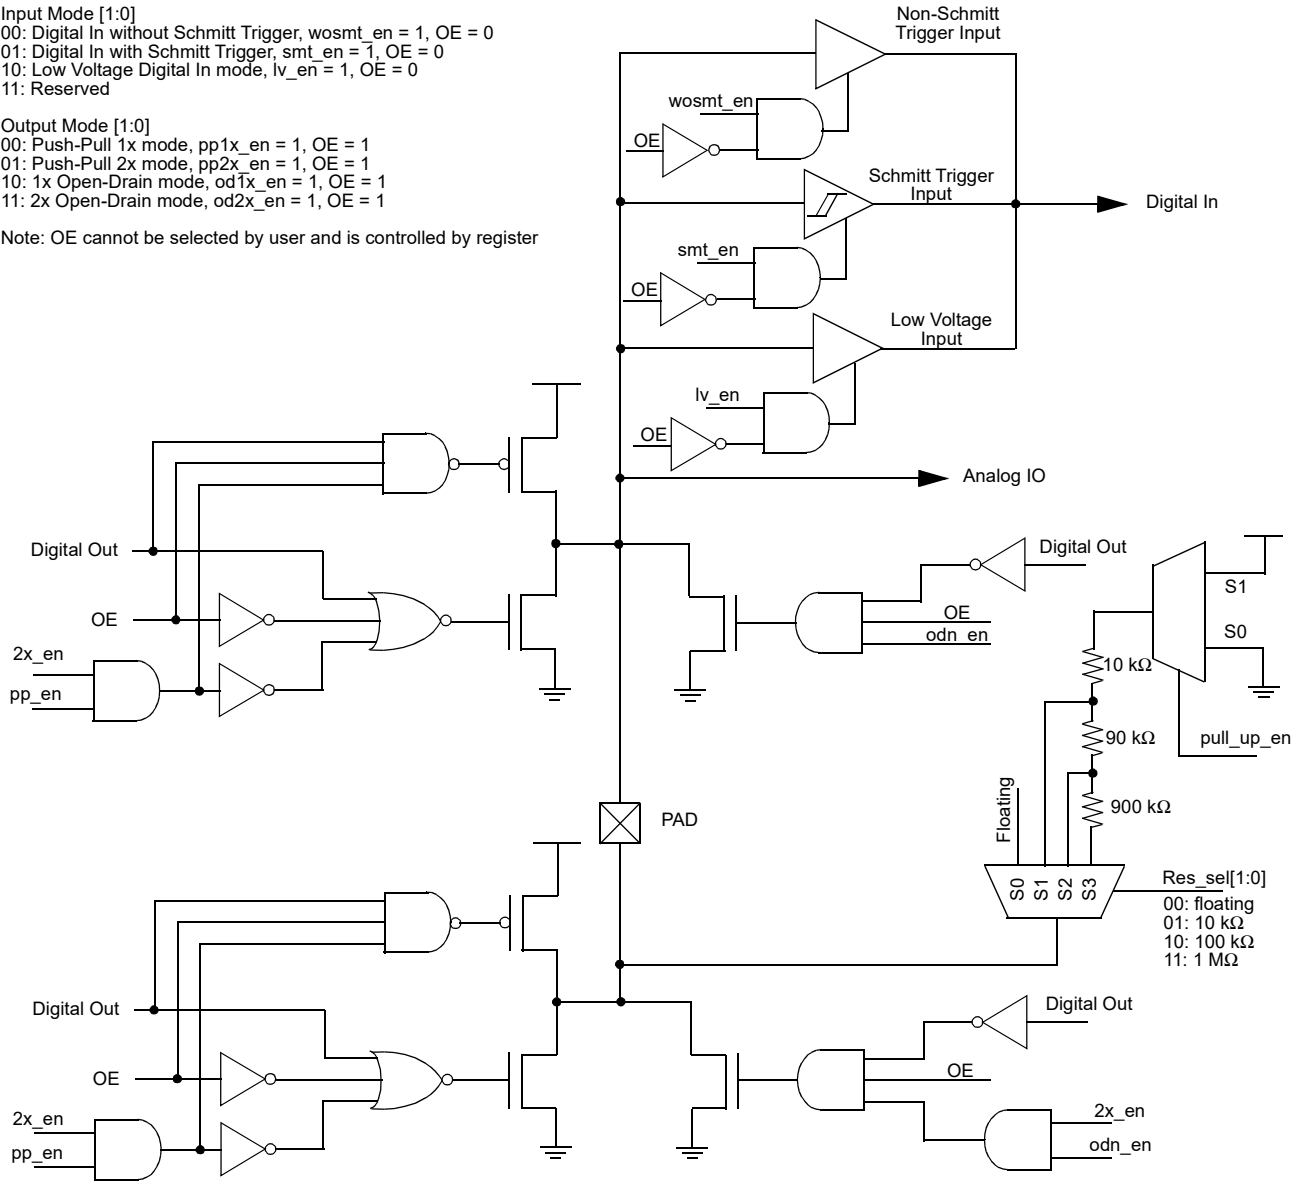 Input Mode [1:0]
00: Digital In without Schmitt Trigger, wosmt_en = 1, OE = 0
01: Digital In with Schmitt Trigger, smt_en = 1, OE = 0
10: Low Voltage Digital In mode, lv_en = 1, OE = 0
11: Reserved
Output Mode [1:0]
00: Push-Pull 1x mode, pp1x_en = 1, OE = 1
01: Push-Pull 2x mode, pp2x_en = 1, OE = 1
10: 1x Open-Drain mode, od1x_en = 1, OE = 1
11: 2x Open-Drain mode, od2x_en = 1, OE = 1
Note: OE cannot be selected by user and is controlled by register
Non-Schmitt
Trigger Input
wosmt_en
OE
Schmitt Trigger
Input
Digital In
smt_en
OE
Low Voltage
Input
lv_en
OE
Analog IO
Digital Out
OE
2x_en
pp_en
Digital Out
OE
odn_en
S1
S0
10 kΩ
90 kΩ
pull_up_en
900 kΩ
Floating
S0
S1
S2
S3
Res_sel[1:0]
00: floating
01: 10 kΩ
10: 100 kΩ
11: 1 MΩ
PAD
Digital Out
OE
2x_en
pp_en
Digital Out
OE
2x_en
odn_en